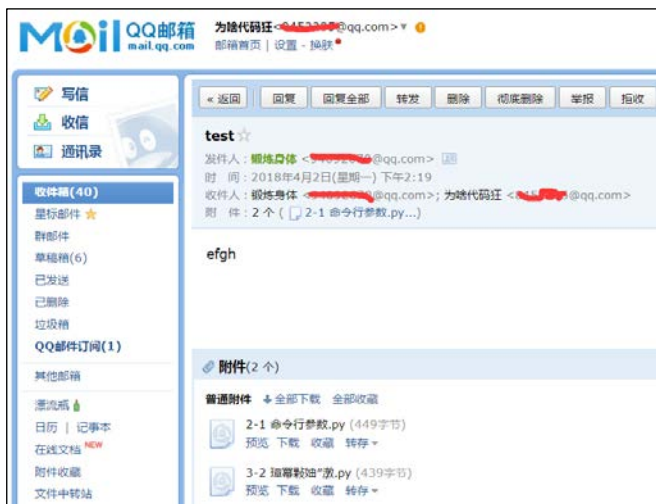 MOil QQ邮箱
mail.qq.com
为啥代码狂<@qq.com>
邮箱首页 | 设置 - 换肤
写信
收信
通讯录
收件箱(40)
星标邮件
群邮件
草稿箱(6)
已发送
已删除
垃圾箱
QQ邮件订阅(1)
其他邮箱
漂流瓶
日历 | 记事本
在线文档 NEW
附件收藏
文件中转站
« 返回 回复 回复全部 转发 删除 彻底删除 举报 拒收
test
发件人：锻炼身体 <@qq.com>
时 间：2018年4月2日(星期一) 下午2:19
收件人：锻炼身体 <@qq.com>; 为啥代码狂 <@qq.com>
附 件：2 个 ( 2-1 命令行参数.py...)
efgh
附件(2 个)
普通附件 全部下载 全部收藏
2-1 命令行参数.py (449字节)
预览 下载 收藏 转存
3-2 .py (439字节)
预览 下载 收藏 转存